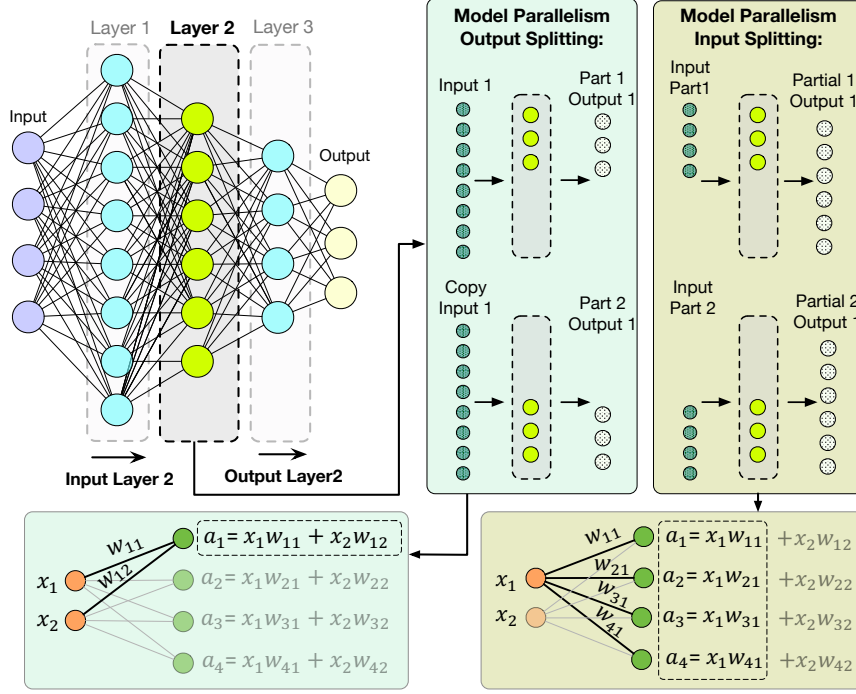 Layer 1
Layer 2
Layer 3
Input
Output
Input Layer 2
Output Layer2
Model Parallelism
Output Splitting:
Input 1
Part 1
Output 1
Copy
Input 1
Part 2
Output 1
Model Parallelism
Input Splitting:
Input
Part1
Partial 1
Output 1
Input
Part 2
Partial 2
Output 1
x₁
x₂
w₁₁
w₁₂
a₁= x₁w₁₁ + x₂w₁₂
a₂= x₁w₂₁ + x₂w₂₂
a₃= x₁w₃₁ + x₂w₃₂
a₄= x₁w₄₁ + x₂w₄₂
x₁
x₂
w₁₁
w₂₁
w₃₁
w₄₁
a₁= x₁w₁₁ +x₂w₁₂
a₂= x₁w₂₁ +x₂w₂₂
a₃= x₁w₃₁ +x₂w₃₂
a₄= x₁w₄₁ +x₂w₄₂